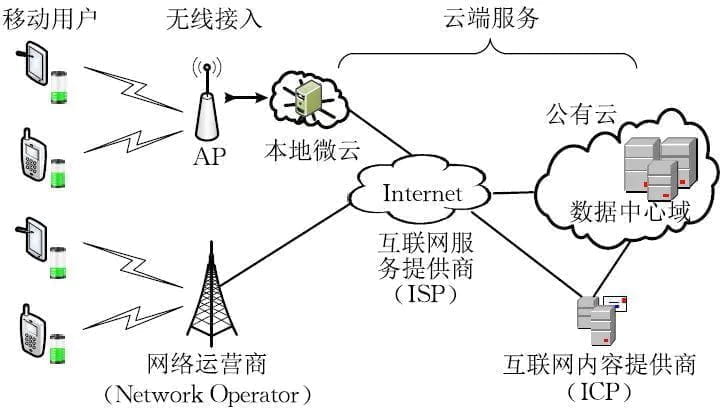 移动用户
无线接入
云端服务
公有云
AP
本地微云
Internet
数据中心域
互联网服
务提供商
(ISP)
网络运营商
(Network Operator)
互联网内容提供商
(ICP)